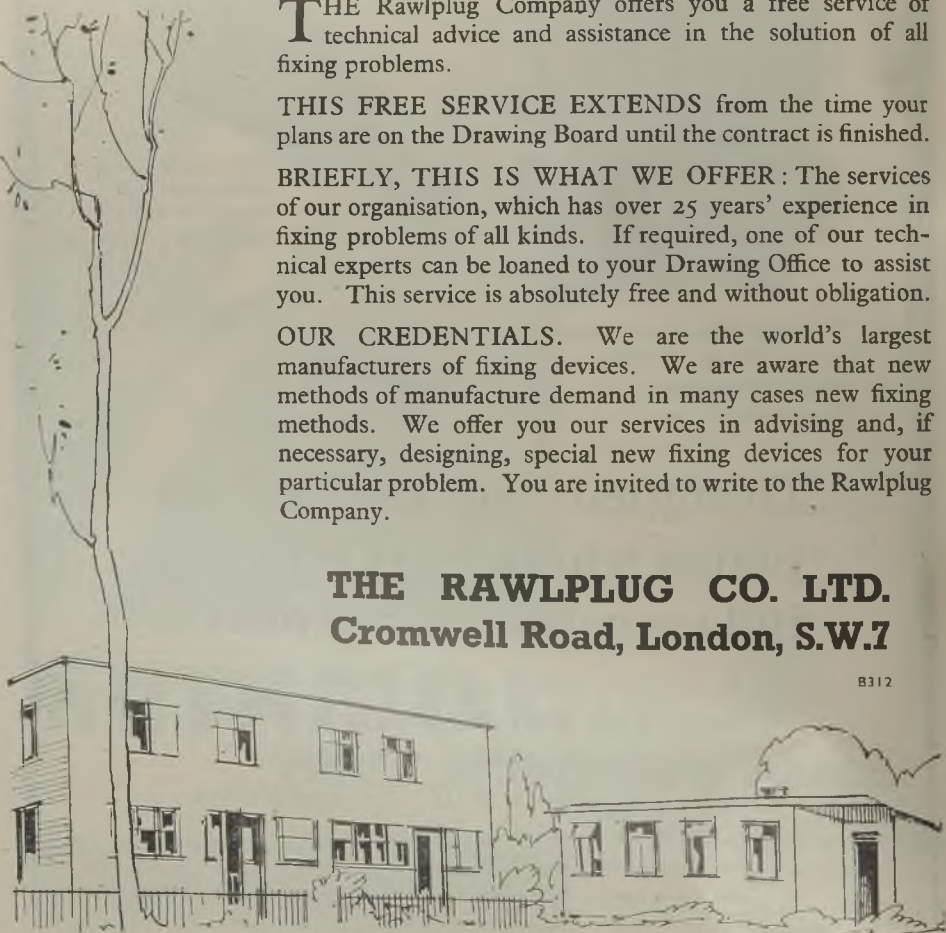 THE Rawlplug Company offers you a free service of
technical advice and assistance in the solution of all
fixing problems.
THIS FREE SERVICE EXTENDS from the time your
plans are on the Drawing Board until the contract is finished.
BRIEFLY, THIS IS WHAT WE OFFER: The services
of our organisation, which has over 25 years' experience in
fixing problems of all kinds. If required, one of our tech-
nical experts can be loaned to your Drawing Office to assist
you. This service is absolutely free and without obligation.
OUR CREDENTIALS. We are the world's largest
manufacturers of fixing devices. We are aware that new
methods of manufacture demand in many cases new fixing
methods. We offer you our services in advising and, if
necessary, designing, special new fixing devices for your
particular problem. You are invited to write to the Rawlplug
Company.
THE RAWLPLUG CO. LTD.
Cromwell Road, London, S.W.7
B312